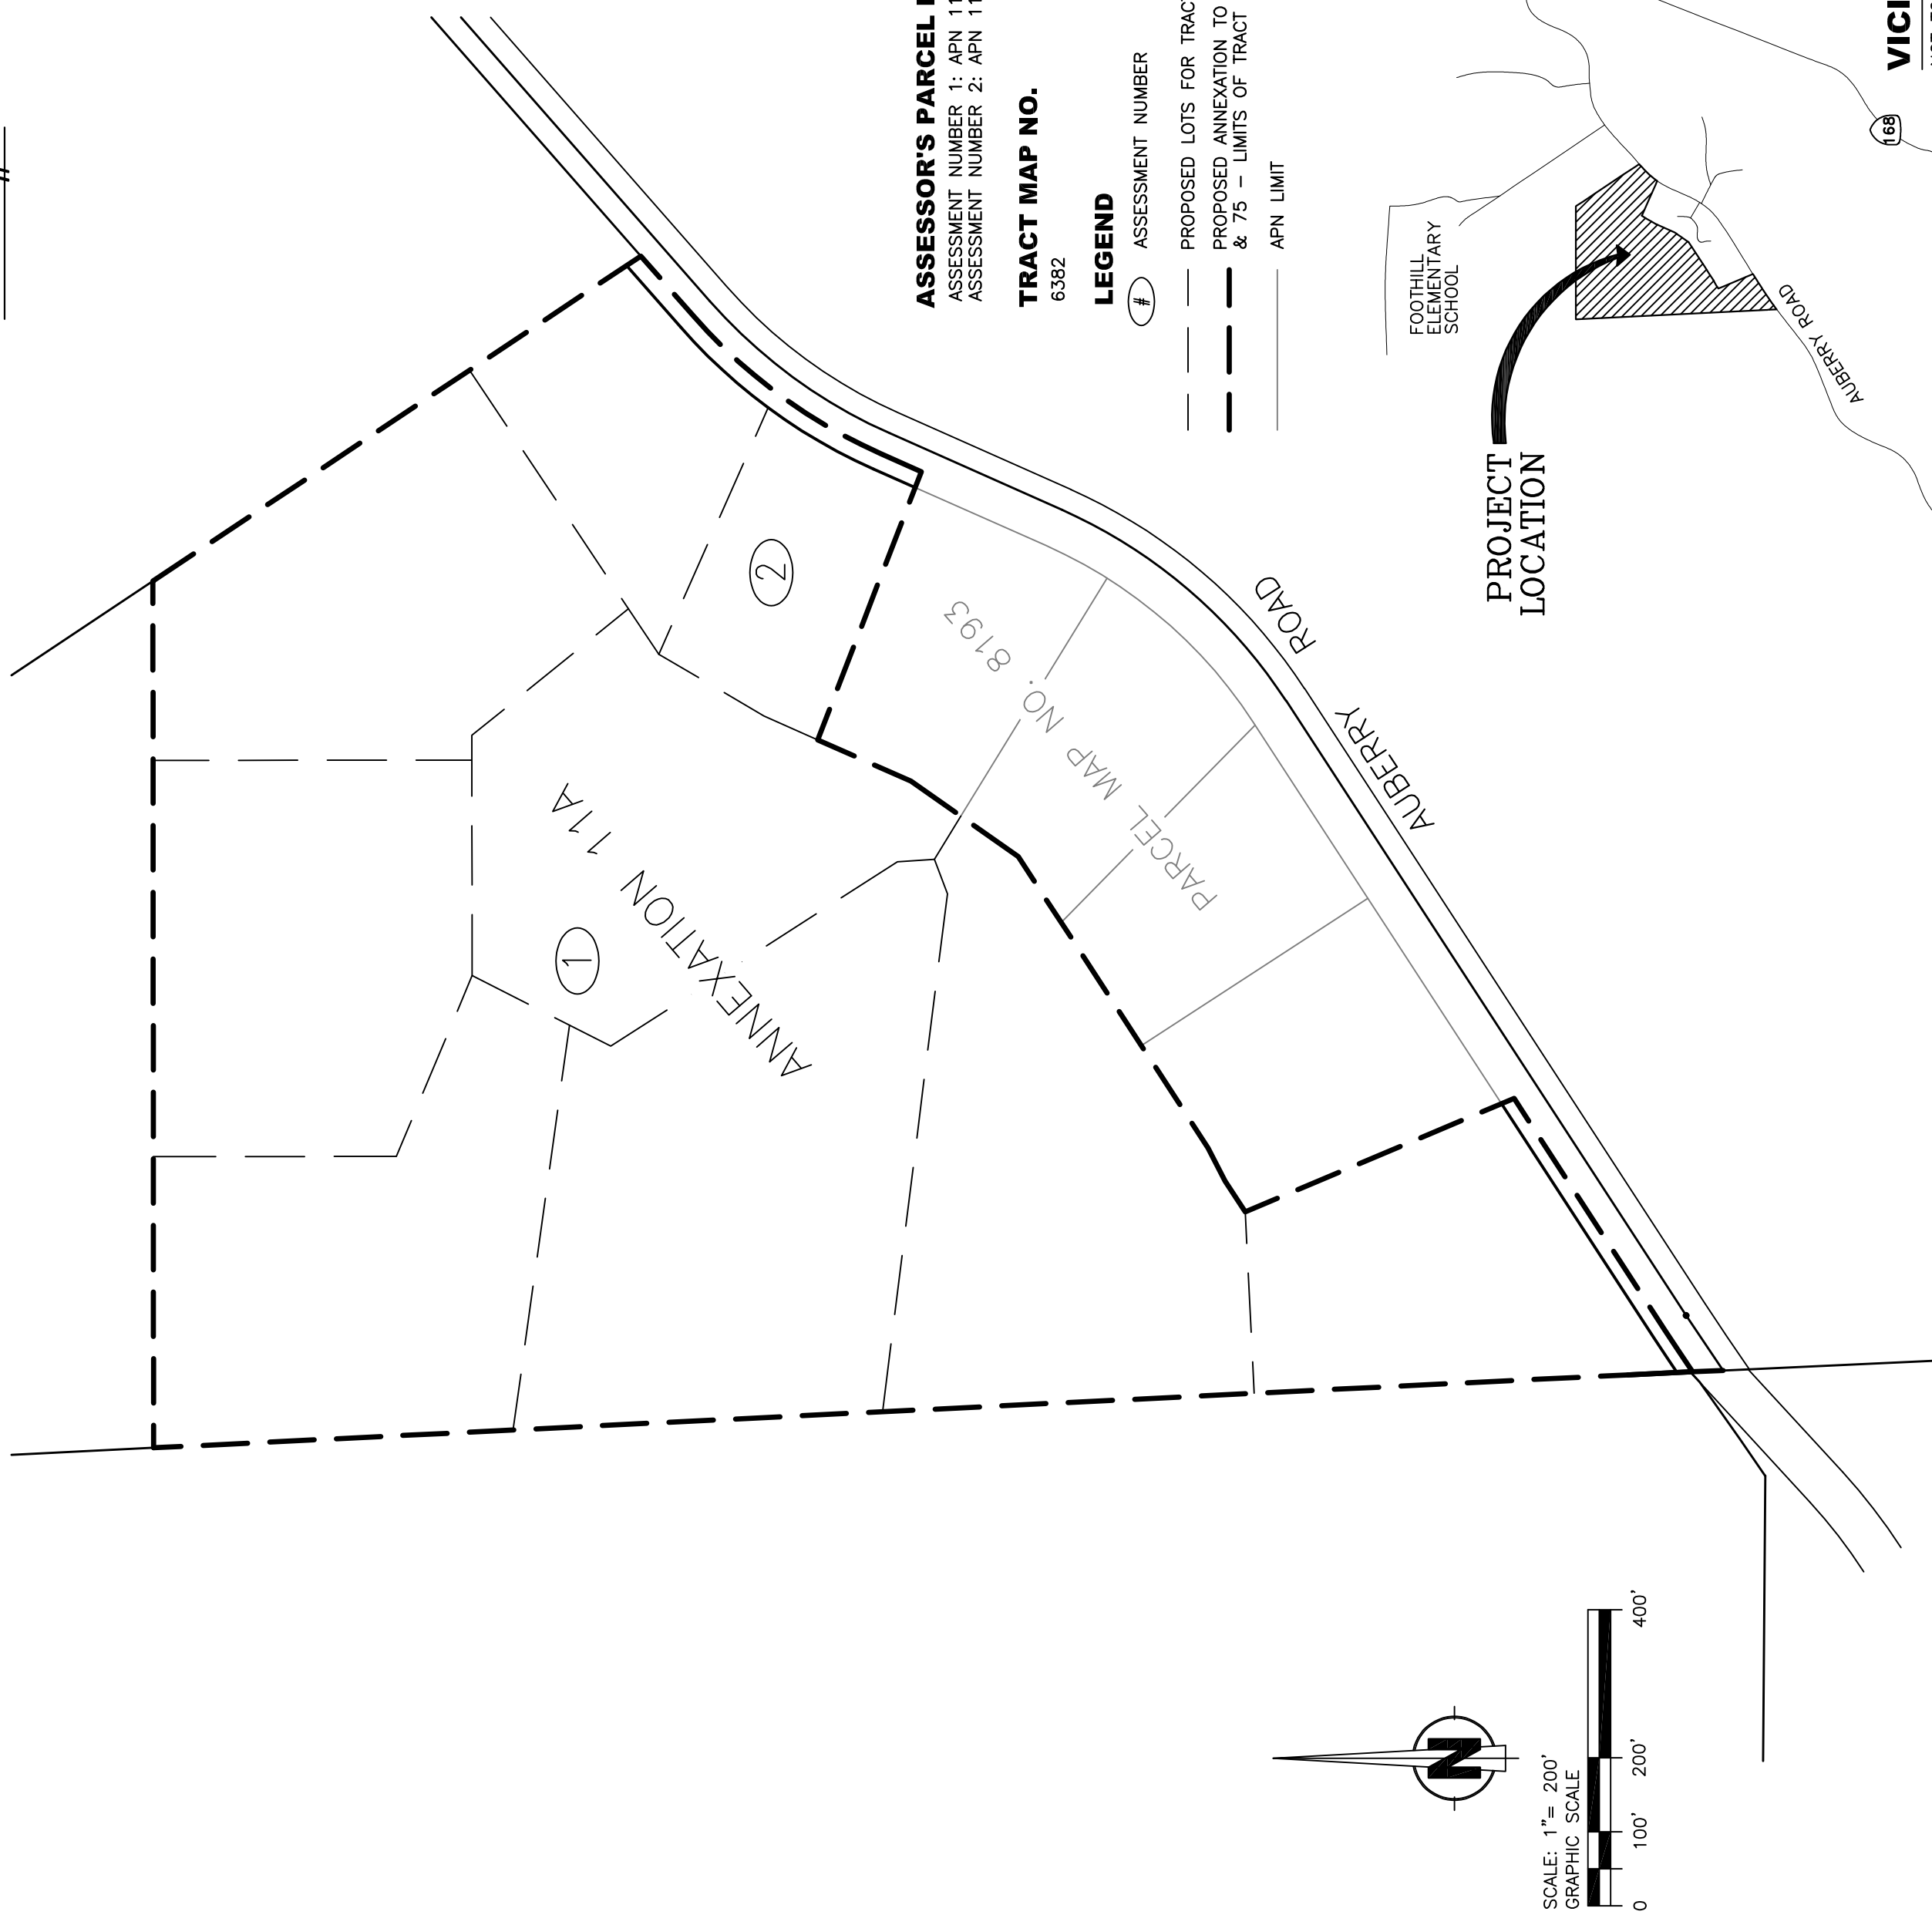 ANNEXATION 11A
1
2
PARCEL MAP NO. 8193
AUBERRY ROAD
ASSESSOR'S PARCEL
ASSESSMENT NUMBER 1: APN 11
ASSESSMENT NUMBER 2: APN 11
TRACT MAP NO.
6382
LEGEND
# ASSESSMENT NUMBER
PROPOSED LOTS FOR TRACT
PROPOSED ANNEXATION TO
& 75 – LIMITS OF TRACT
APN LIMIT
FOOTHILL
ELEMENTARY
SCHOOL
PROJECT
LOCATION
AUBERRY ROAD
168
N
SCALE: 1"= 200'
GRAPHIC SCALE
0 100' 200' 400'